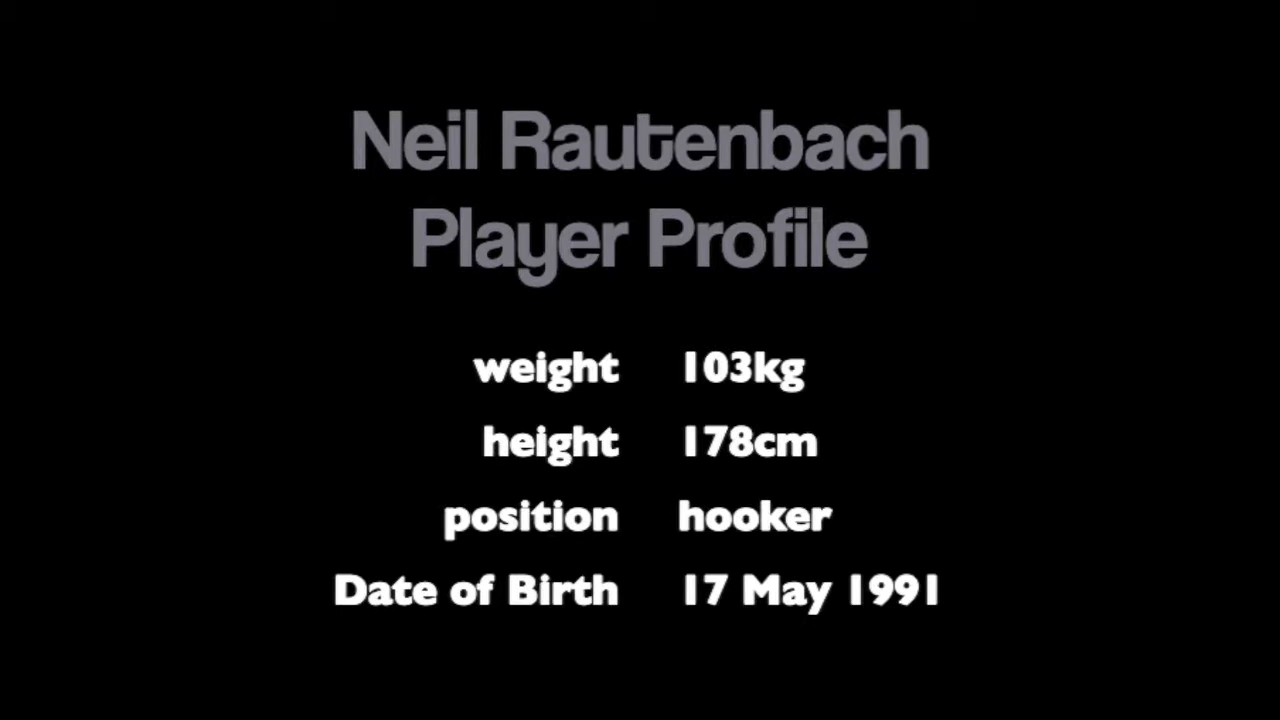 Neil Rautenbach
Player Profile
weight 103kg
height 178cm
position hooker
Date of Birth 17 May 1991